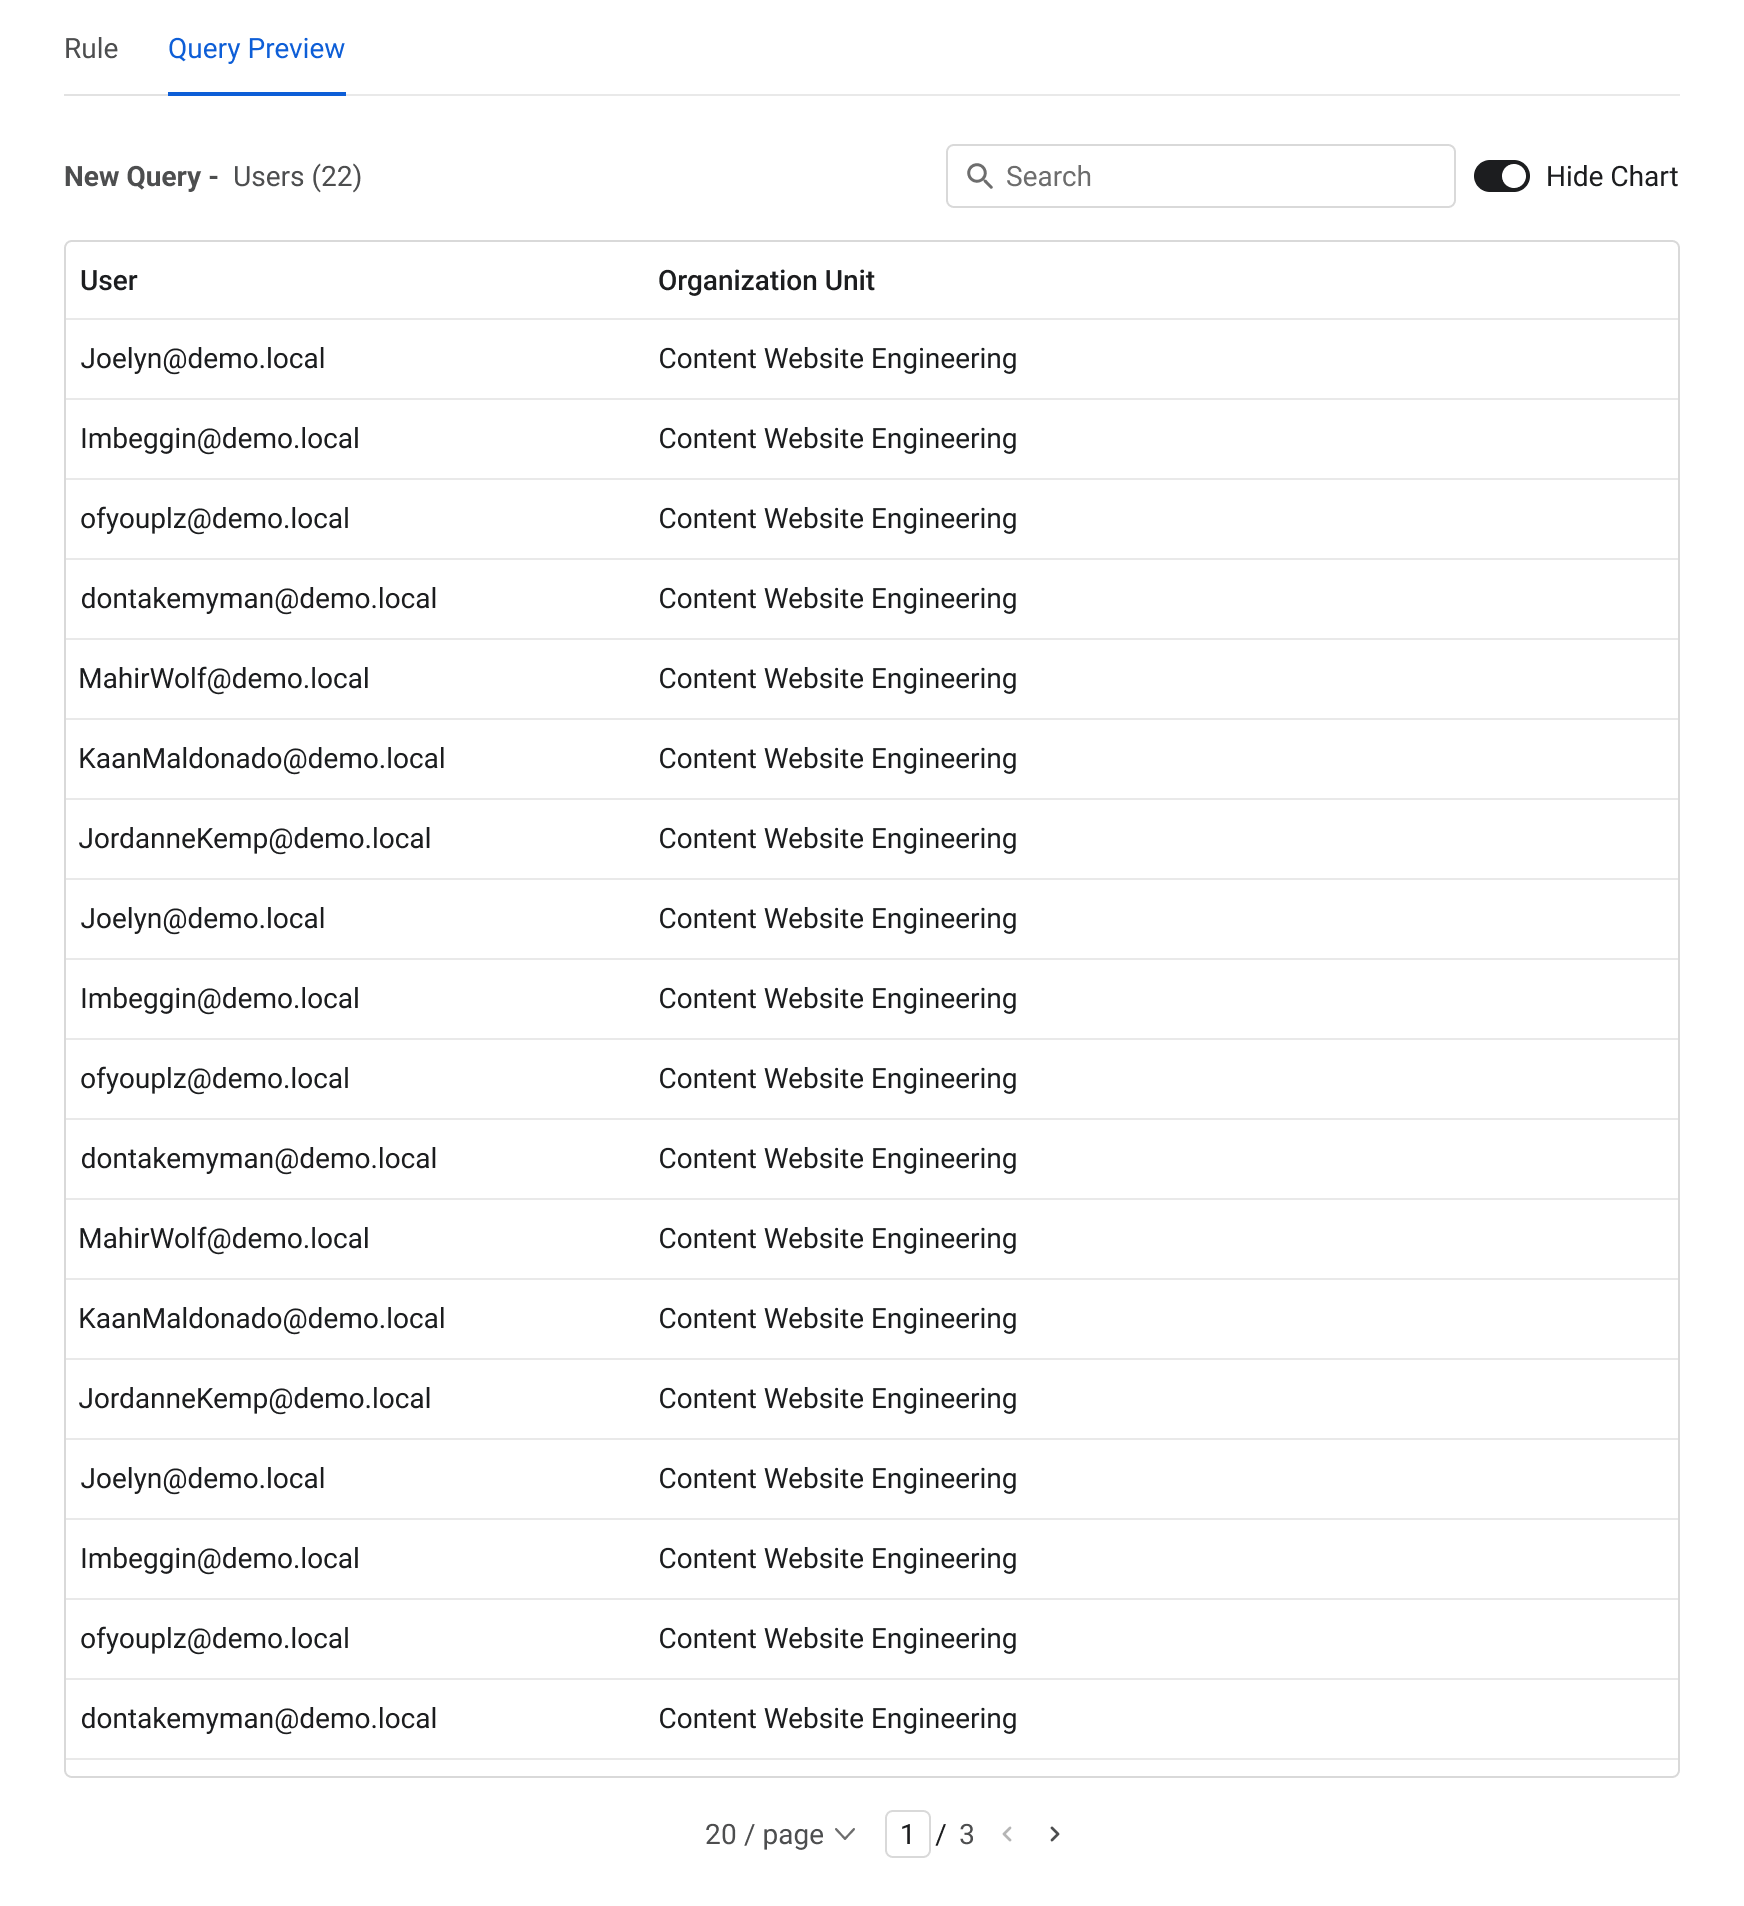 Rule Query Preview
New Query - Users (22) Search Hide Chart
User Organization Unit
Joelyn@demo.local Content Website Engineering
Imbeggin@demo.local Content Website Engineering
ofyouplz@demo.local Content Website Engineering
dontakemyman@demo.local Content Website Engineering
MahirWolf@demo.local Content Website Engineering
KaanMaldonado@demo.local Content Website Engineering
JordanneKemp@demo.local Content Website Engineering
Joelyn@demo.local Content Website Engineering
Imbeggin@demo.local Content Website Engineering
ofyouplz@demo.local Content Website Engineering
dontakemyman@demo.local Content Website Engineering
MahirWolf@demo.local Content Website Engineering
KaanMaldonado@demo.local Content Website Engineering
JordanneKemp@demo.local Content Website Engineering
Joelyn@demo.local Content Website Engineering
Imbeggin@demo.local Content Website Engineering
ofyouplz@demo.local Content Website Engineering
dontakemyman@demo.local Content Website Engineering
20 / page 1 / 3